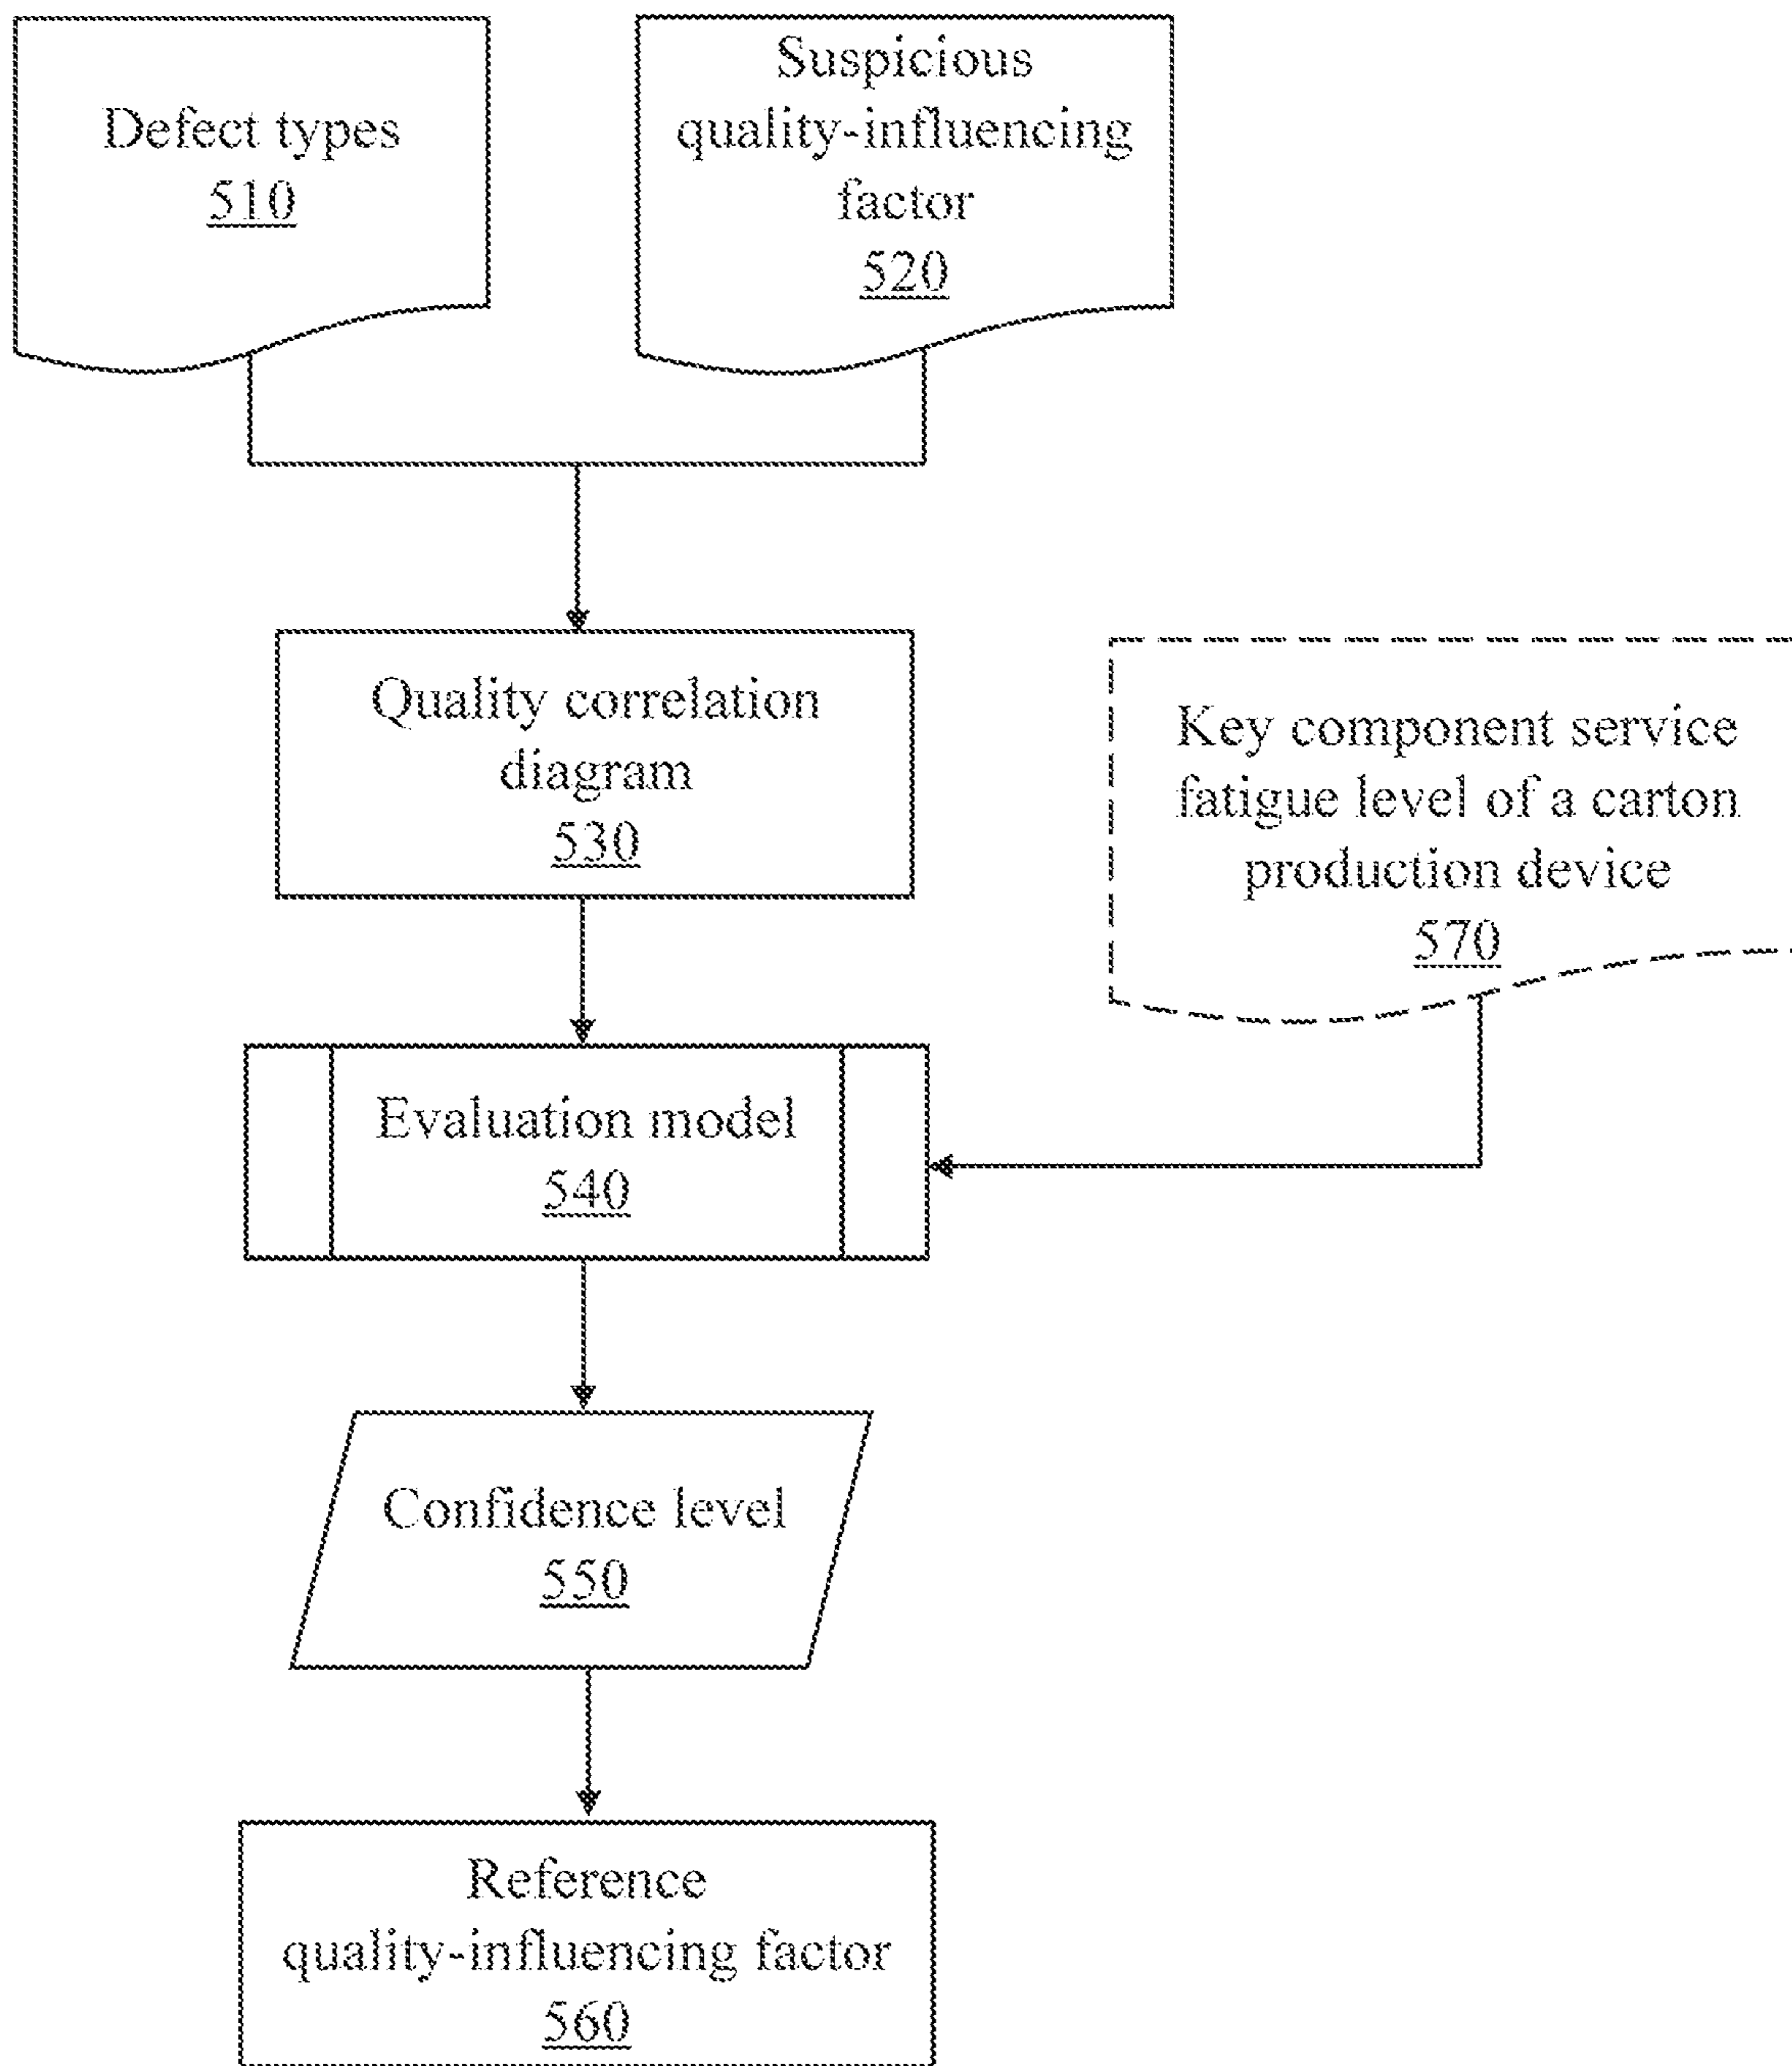 Defect types
510
Suspicious
quality-influencing
factor
520
Quality correlation
diagram
530
Key component service
fatigue level of a carton
production device
570
Evaluation model
540
Confidence level
550
Reference
quality-influencing factor
560